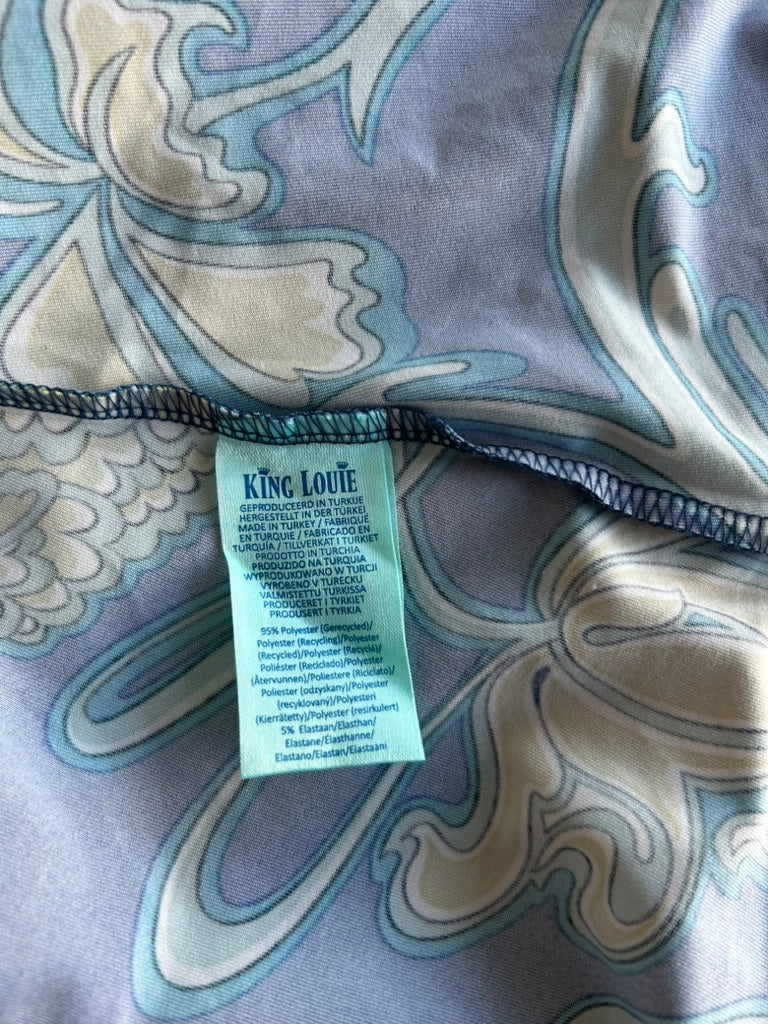 KING LOUIE
GEPRODUCEERD IN TURKIJE
HERGESTELLT IN DER TÜRKEI
MADE IN TURKEY / FABRIQUÉ
EN TURQUIE / FABRICADO EN
TURQUÍA / TILLVERKAT I TURKIET
PRODOTTO IN TURCHIA
PRODUZIDO NA TURQUIA
WYPRODUKOWANO W TURCJI
VYROBENO V TURECKU
VALMISTETTU TURKISSA
PRODUCERET I TYRKIET
PRODUSERT I TYRKIA
95% Polyester (Gerecycled)/
Polyester (Recycling)/Polyester
(Recycled)/Polyester (Recyclé)/
Poliéster (Reciclado)/Polyester
(Återvunnen)/Poliestere (Riciclato)/
Poliester (odzyskany)/Polyester
(recyklovaný)/Polyesteri
(Kierrätetty)/Polyester (resirkulert)
5% Elastaan/Elasthan/
Elastane/Élasthanne/
Elastano/Elastan/Elastaani